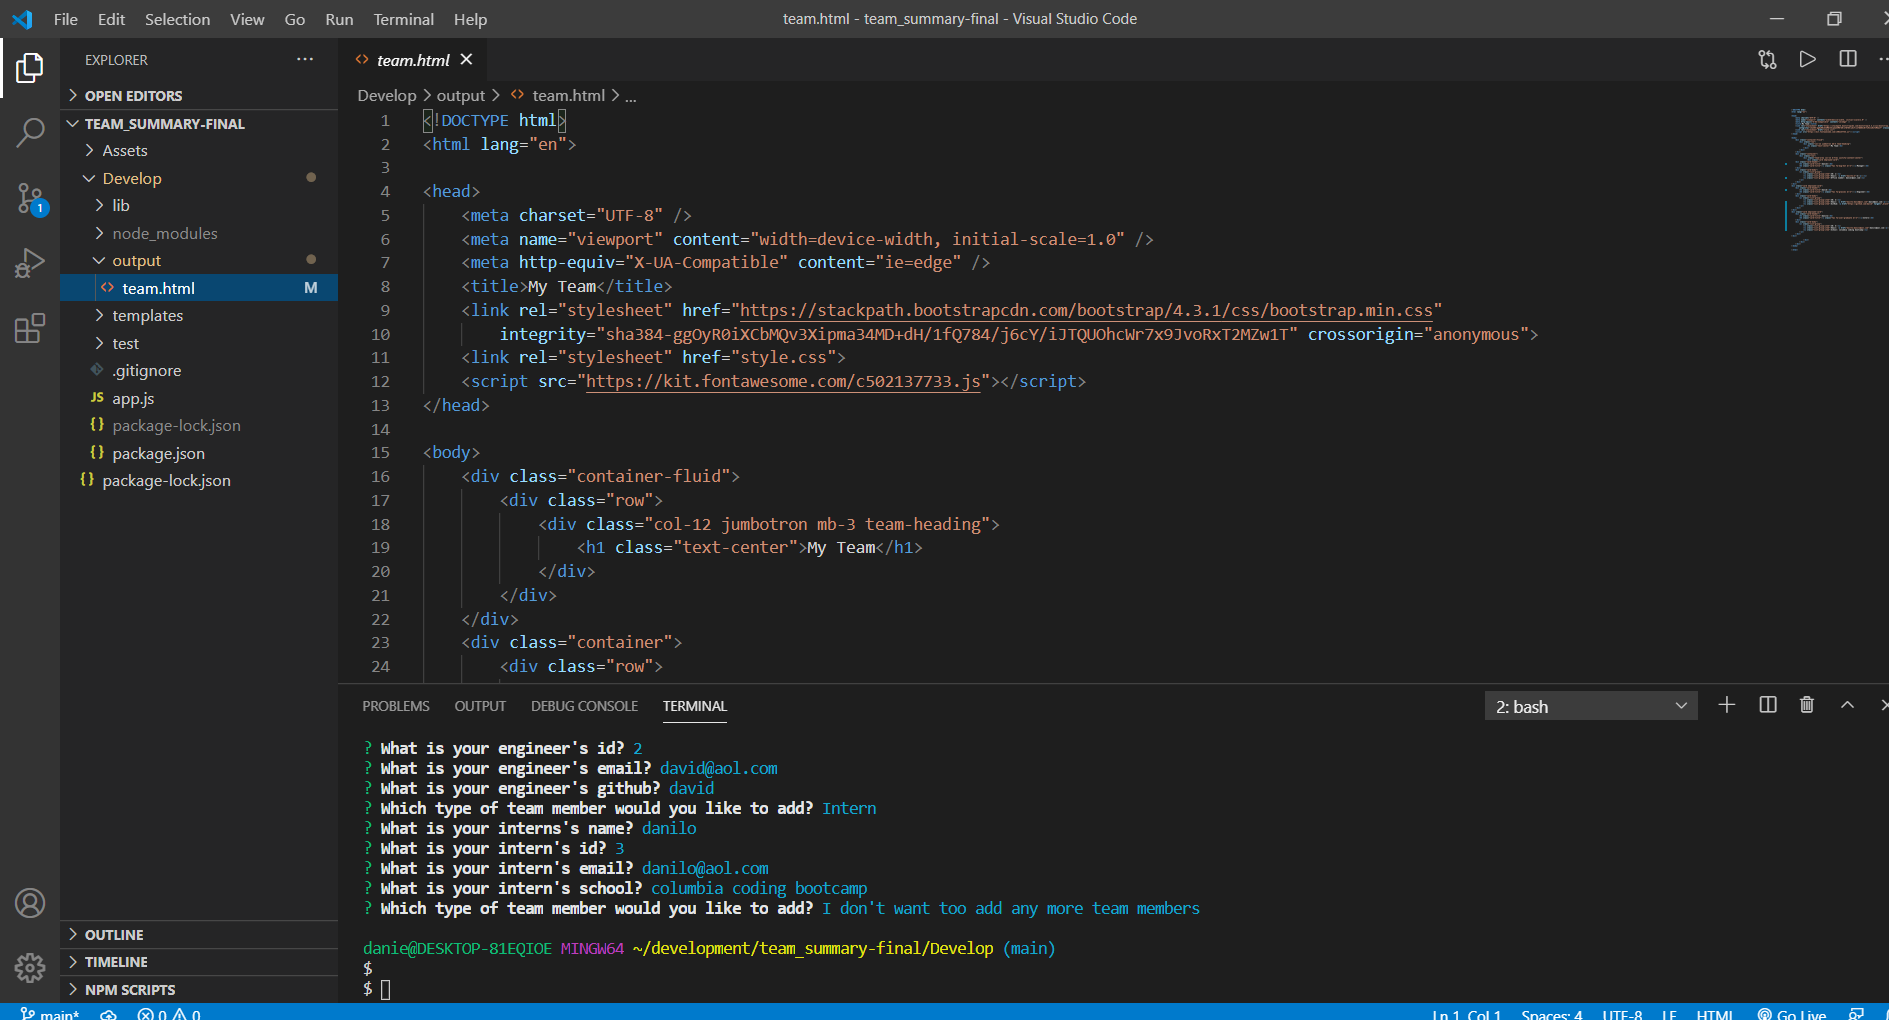 File Edit Selection View Go Run Terminal Help
team.html - team_summary-final - Visual Studio Code
EXPLORER
OPEN EDITORS
TEAM_SUMMARY-FINAL
Assets
Develop
lib
node_modules
output
<> team.html M
templates
test
.gitignore
JS app.js
{} package-lock.json
{} package.json
{} package-lock.json
OUTLINE
TIMELINE
NPM SCRIPTS
1
<> team.html
Develop > output > <> team.html > ...
1 <!DOCTYPE html>
2 <html lang="en">
3
4 <head>
5 <meta charset="UTF-8" />
6 <meta name="viewport" content="width=device-width, initial-scale=1.0" />
7 <meta http-equiv="X-UA-Compatible" content="ie=edge" />
8 <title>My Team</title>
9 <link rel="stylesheet" href="https://stackpath.bootstrapcdn.com/bootstrap/4.3.1/css/bootstrap.min.css"
10 integrity="sha384-ggOyR0iXCbMQv3Xipma34MD+dH/1fQ784/j6cY/iJTQUOhcWr7x9JvoRxT2MZw1T" crossorigin="anonymous">
11 <link rel="stylesheet" href="style.css">
12 <script src="https://kit.fontawesome.com/c502137733.js"></script>
13 </head>
14
15 <body>
16 <div class="container-fluid">
17 <div class="row">
18 <div class="col-12 jumbotron mb-3 team-heading">
19 <h1 class="text-center">My Team</h1>
20 </div>
21 </div>
22 </div>
23 <div class="container">
24 <div class="row">
PROBLEMS OUTPUT DEBUG CONSOLE TERMINAL
2: bash
? What is your engineer's id? 2
? What is your engineer's email? david@aol.com
? What is your engineer's github? david
? Which type of team member would you like to add? Intern
? What is your interns's name? danilo
? What is your intern's id? 3
? What is your intern's email? danilo@aol.com
? What is your intern's school? columbia coding bootcamp
? Which type of team member would you like to add? I don't want too add any more team members
danie@DESKTOP-81EQIOE MINGW64 ~/development/team_summary-final/Develop (main)
$
$
main* 0 0
Ln 1, Col 1 Spaces: 4 UTF-8 LF HTML Go Live